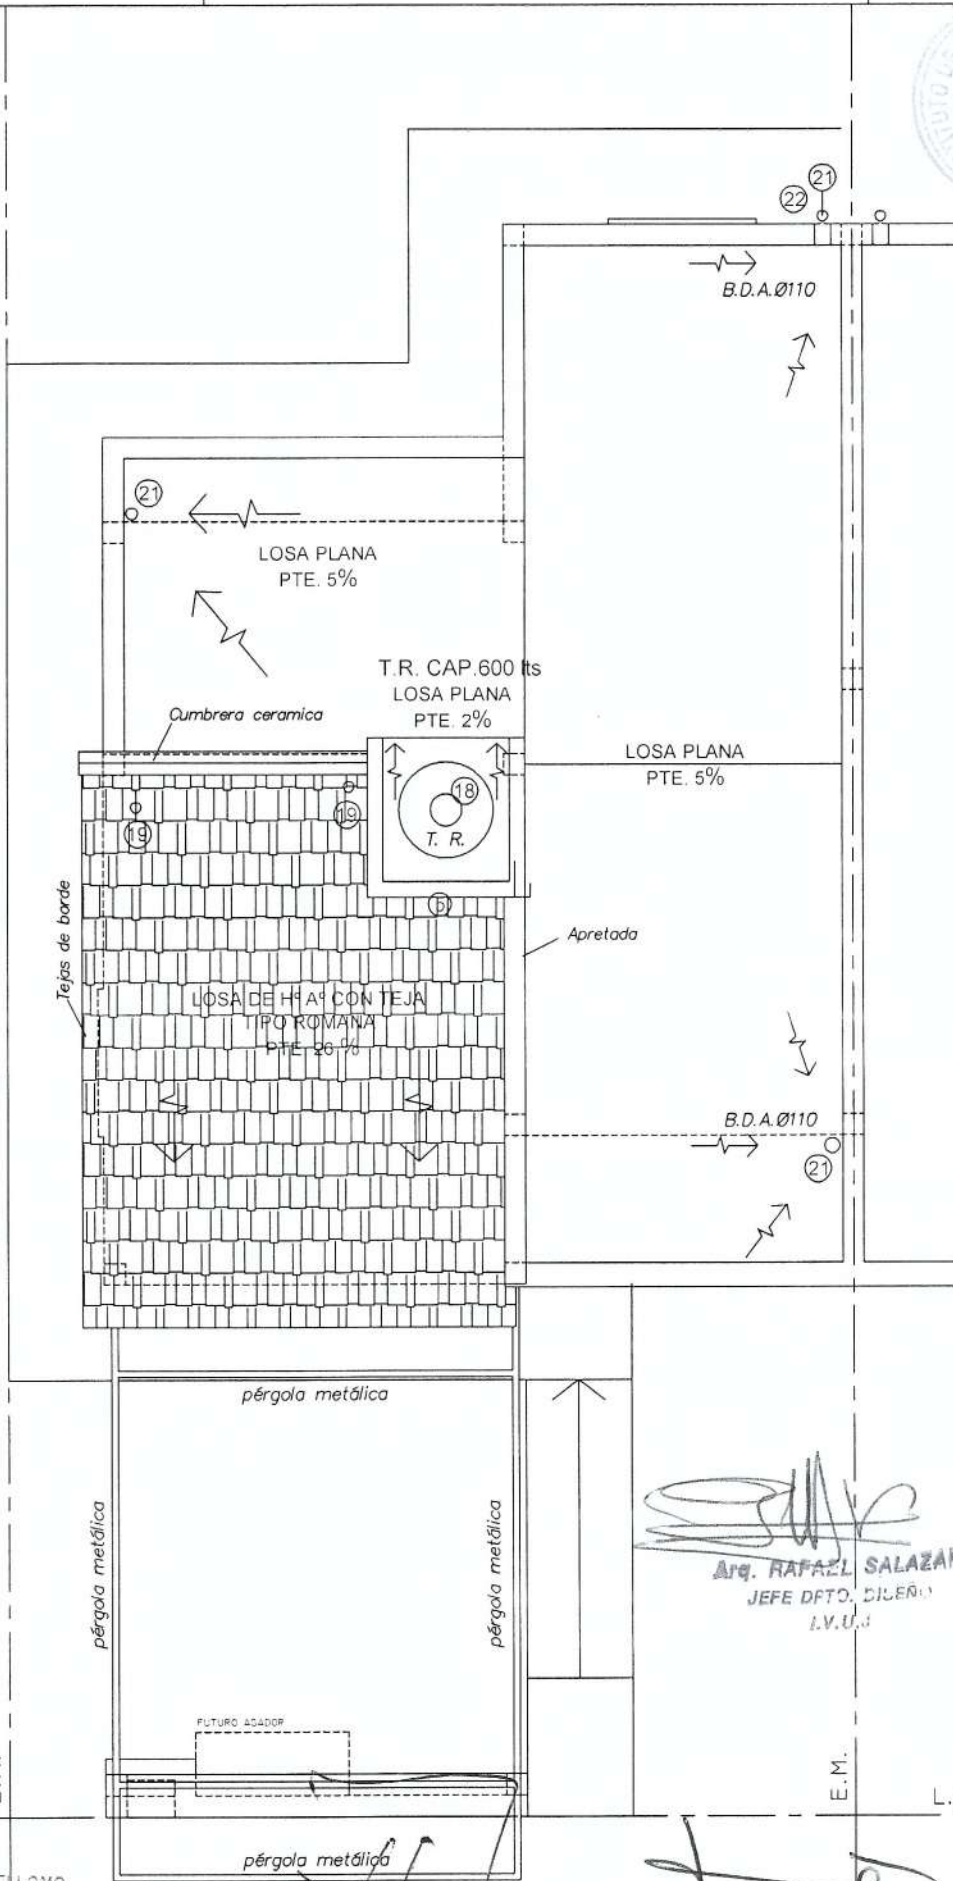 21
22
B.D.A.Ø110
21
LOSA PLANA
PTE. 5%
T.R. CAP.600 lts
LOSA PLANA
PTE. 2%
Cumbrera ceramica
LOSA PLANA
PTE. 5%
18
T. R.
19
19
Tejas de borde
Apretada
LOSA DE Hº Aº CON TEJA
TIPO ROMANA
PTE. 26 %
B.D.A.Ø110
21
pérgola metálica
pérgola metálica
pérgola metálica
Arq. RAFAEL SALAZAR
JEFE DPTO. DISEÑO
I.V.U.J
FUTURO ASADOR
E.M.
L.
pérgola metálica